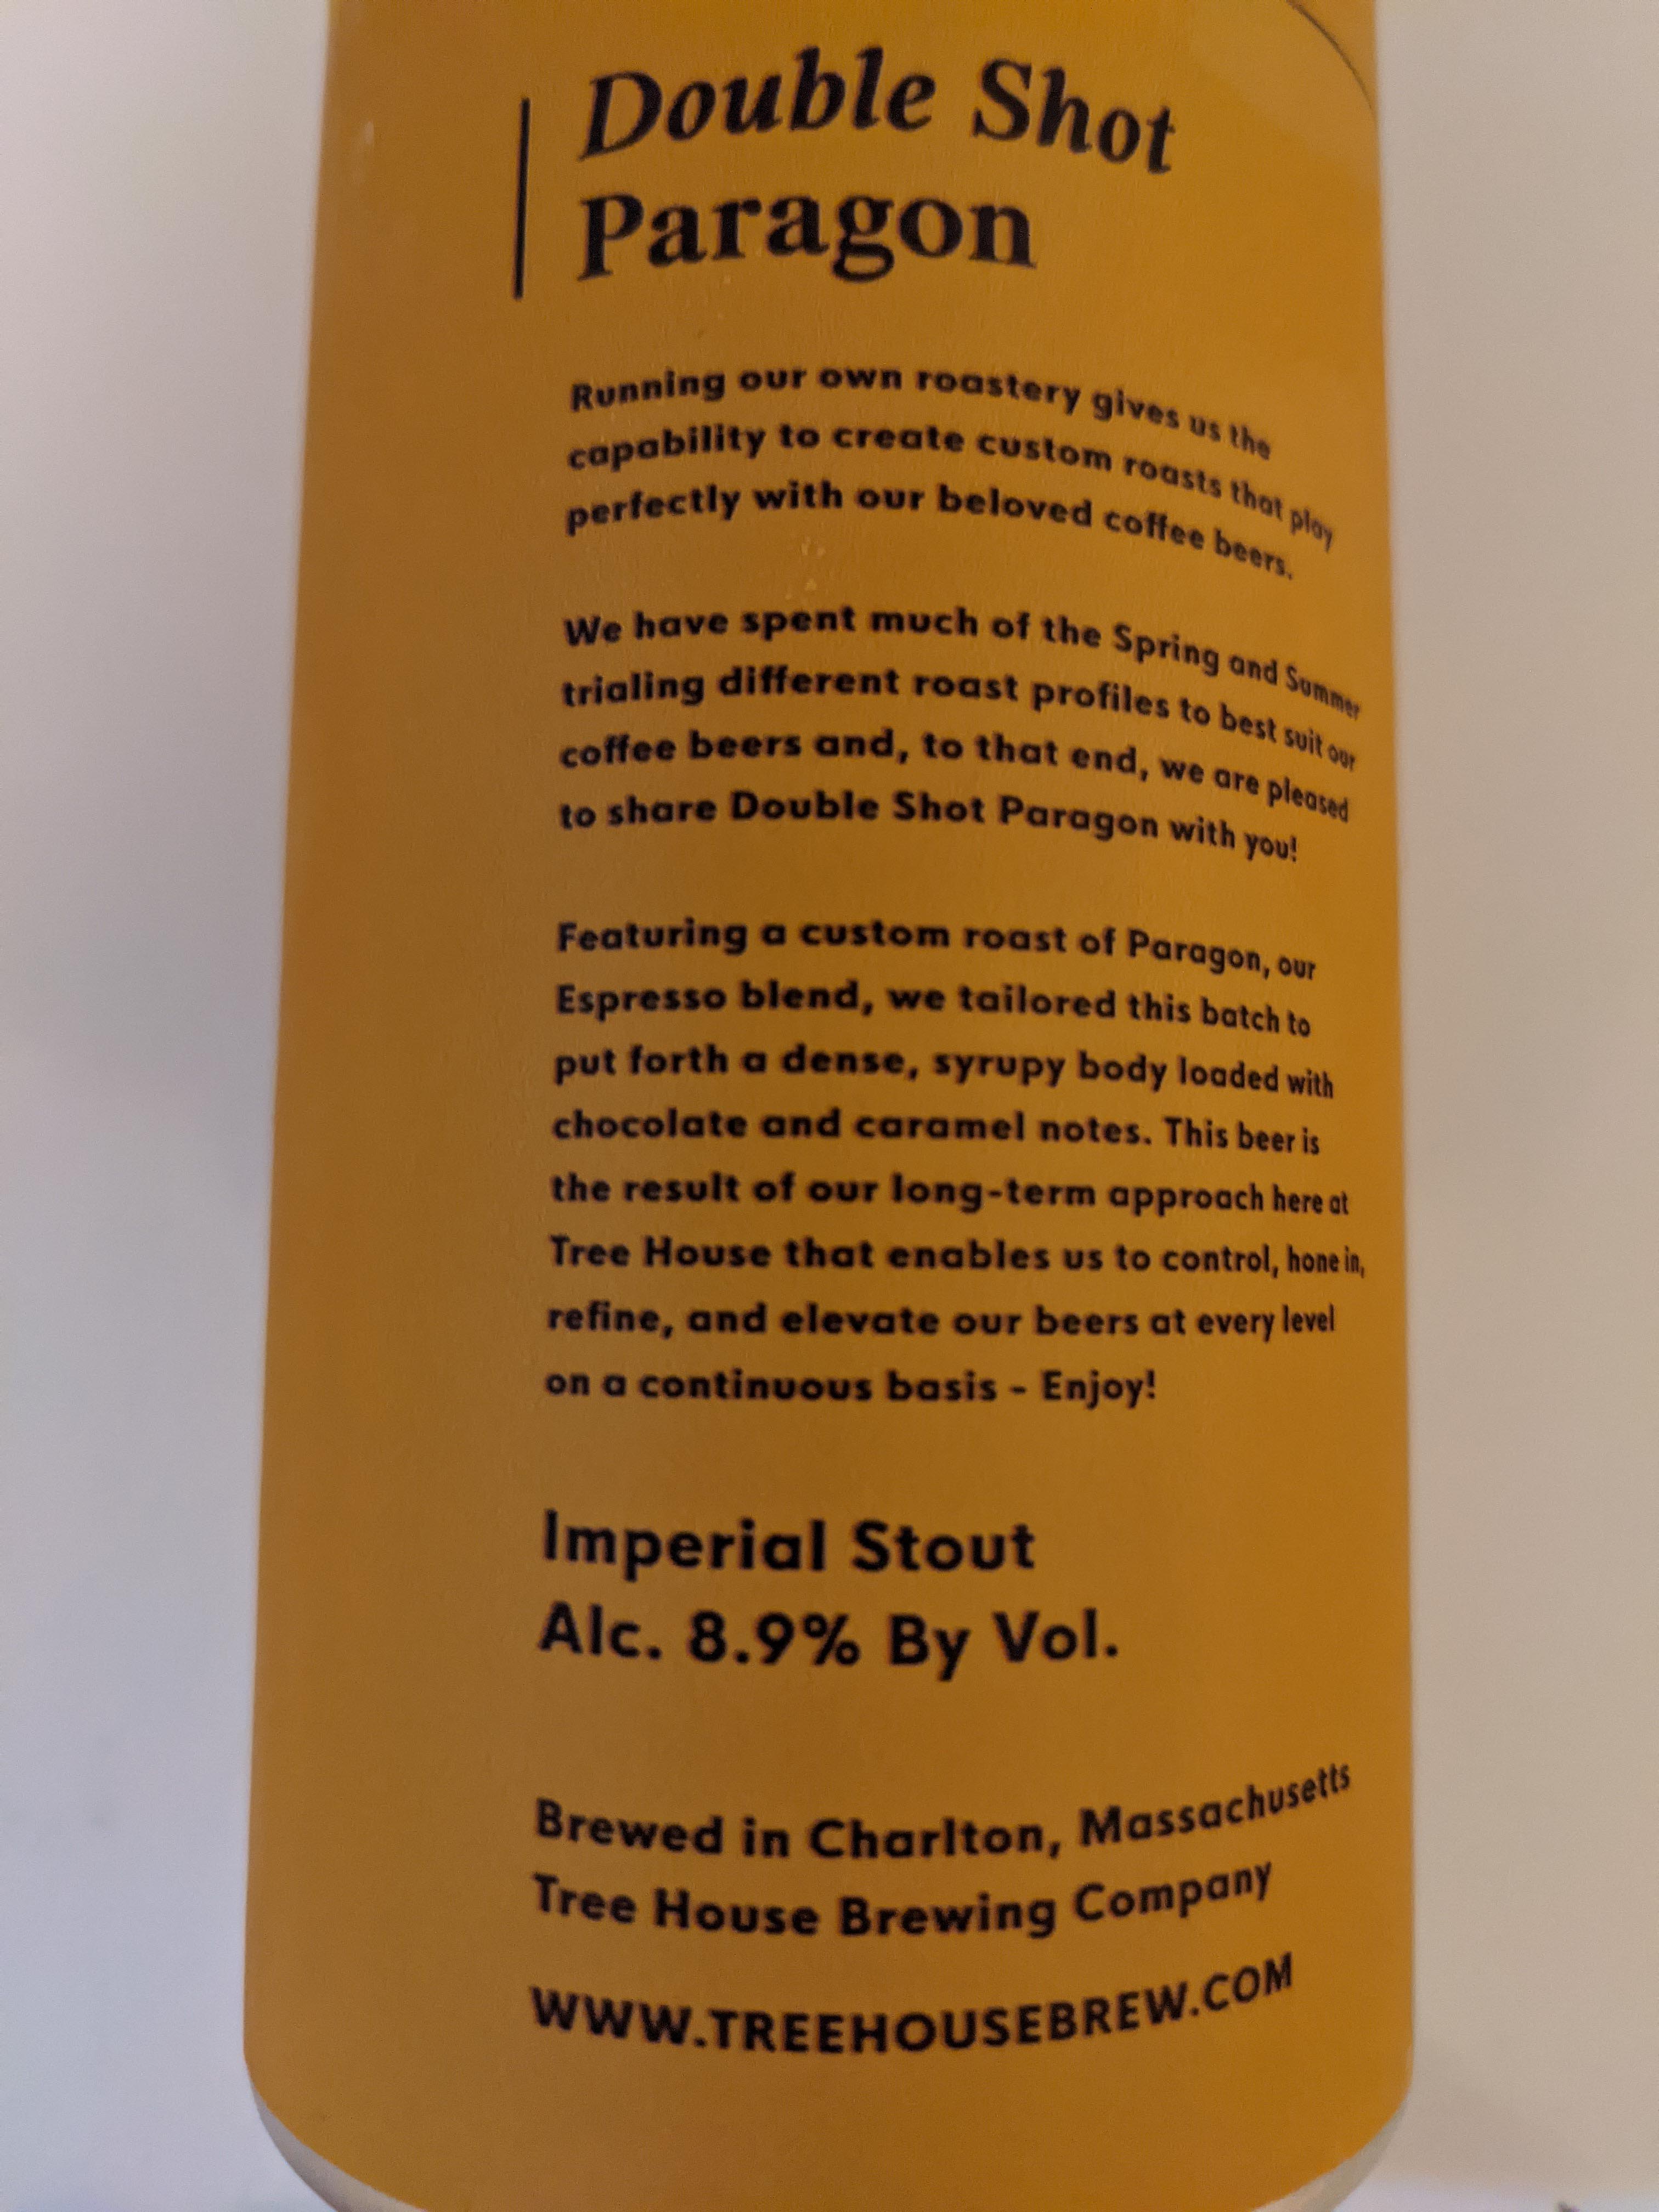 Double Shot
Paragon
Running our own roastery gives us the
capability to create custom roasts that play
perfectly with our beloved coffee beers.
We have spent much of the Spring and Summer
trialing different roast profiles to best suit our
coffee beers and, to that end, we are pleased
to share Double Shot Paragon with you!
Featuring a custom roast of Paragon, our
Espresso blend, we tailored this batch to
put forth a dense, syrupy body loaded with
chocolate and caramel notes. This beer is
the result of our long-term approach here at
Tree House that enables us to control, hone in,
refine, and elevate our beers at every level
on a continuous basis - Enjoy!
Imperial Stout
Alc. 8.9% By Vol.
Brewed in Charlton, Massachusetts
Tree House Brewing Company
WWW.TREEHOUSEBREW.COM